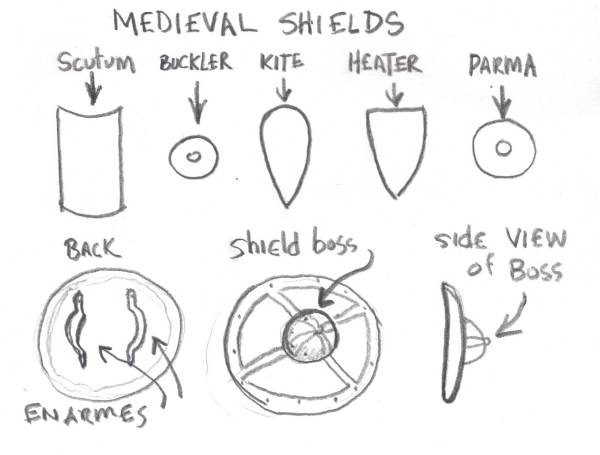 MEDIEVAL SHIELDS
Scutum BUCKLER KITE HEATER PARMA
BACK
Shield boss
Side VIEW
of Boss
ENARMES